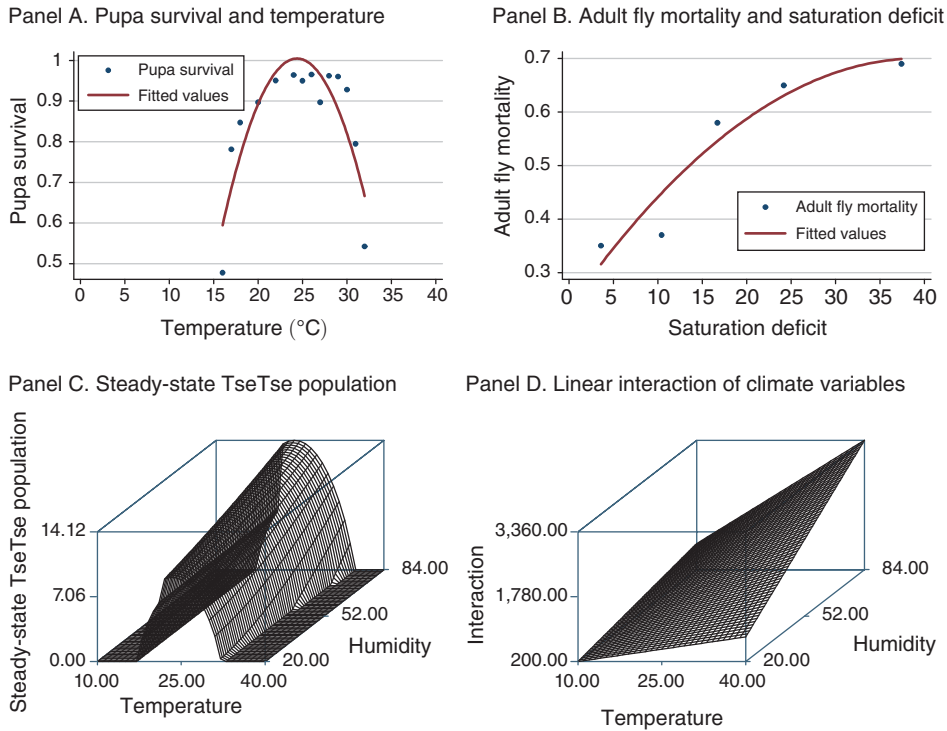 Panel A. Pupa survival and temperature
Pupa survival
1
0.9
0.8
0.7
0.6
0.5
Pupa survival
Fitted values
0 5 10 15 20 25 30 35 40
Temperature (°C)
Panel B. Adult fly mortality and saturation deficit
Adult fly mortality
0.7
0.6
0.5
0.4
0.3
Adult fly mortality
Fitted values
0 5 10 15 20 25 30 35 40
Saturation deficit
Panel C. Steady-state TseTse population
Steady-state TseTse population
14.12
7.06
0.00
84.00
52.00
20.00
Humidity
10.00 25.00 40.00
Temperature
Panel D. Linear interaction of climate variables
Interaction
3,360.00
1,780.00
200.00
84.00
52.00
20.00
Humidity
10.00 25.00 40.00
Temperature